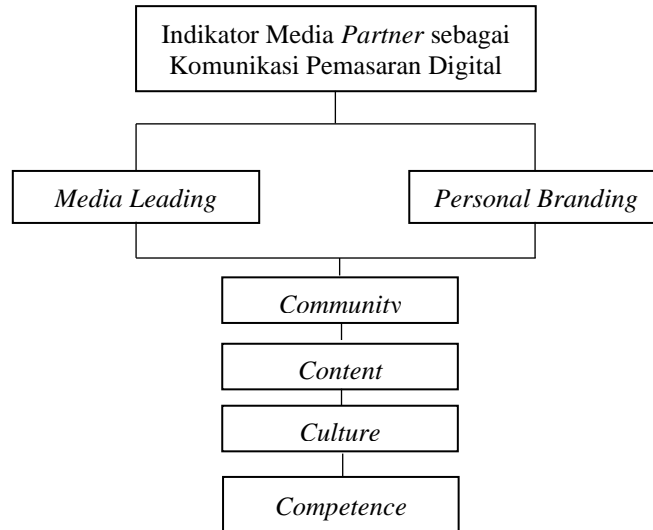 Indikator Media Partner sebagai
Komunikasi Pemasaran Digital
Media Leading
Personal Branding
Community
Content
Culture
Competence